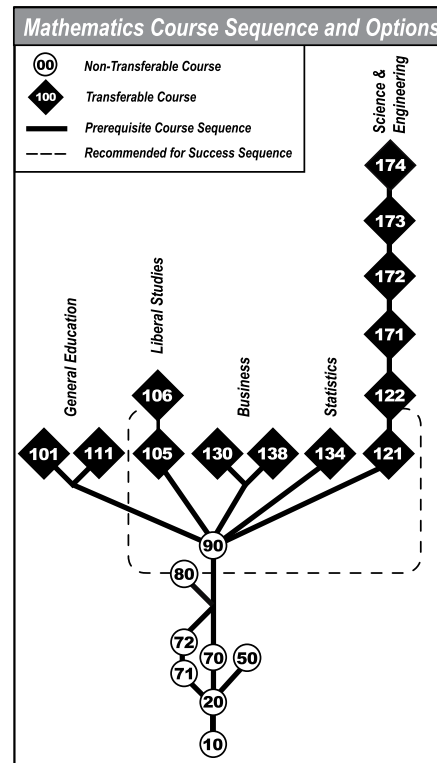 Mathematics Course Sequence and Options
00 Non-Transferable Course
100 Transferable Course
Prerequisite Course Sequence
Recommended for Success Sequence
Science &
Engineering
174
173
172
171
122
121
General Education
Liberal Studies
Business
Statistics
106
101 111 105 130 138 134
90
80
72
71
70
50
20
10